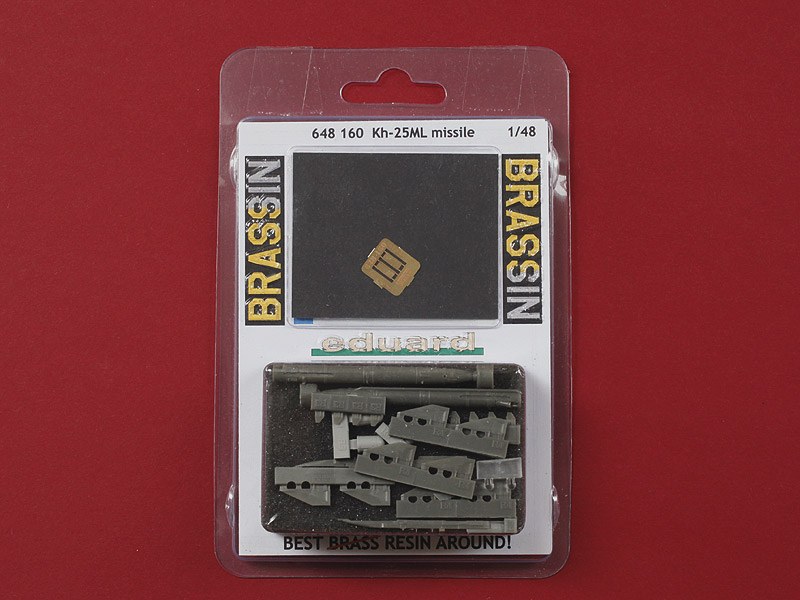 648 160 Kh-25ML missile 1/48
BRASSIN
BRASSIN
eduard
BEST BRASS RESIN AROUND!